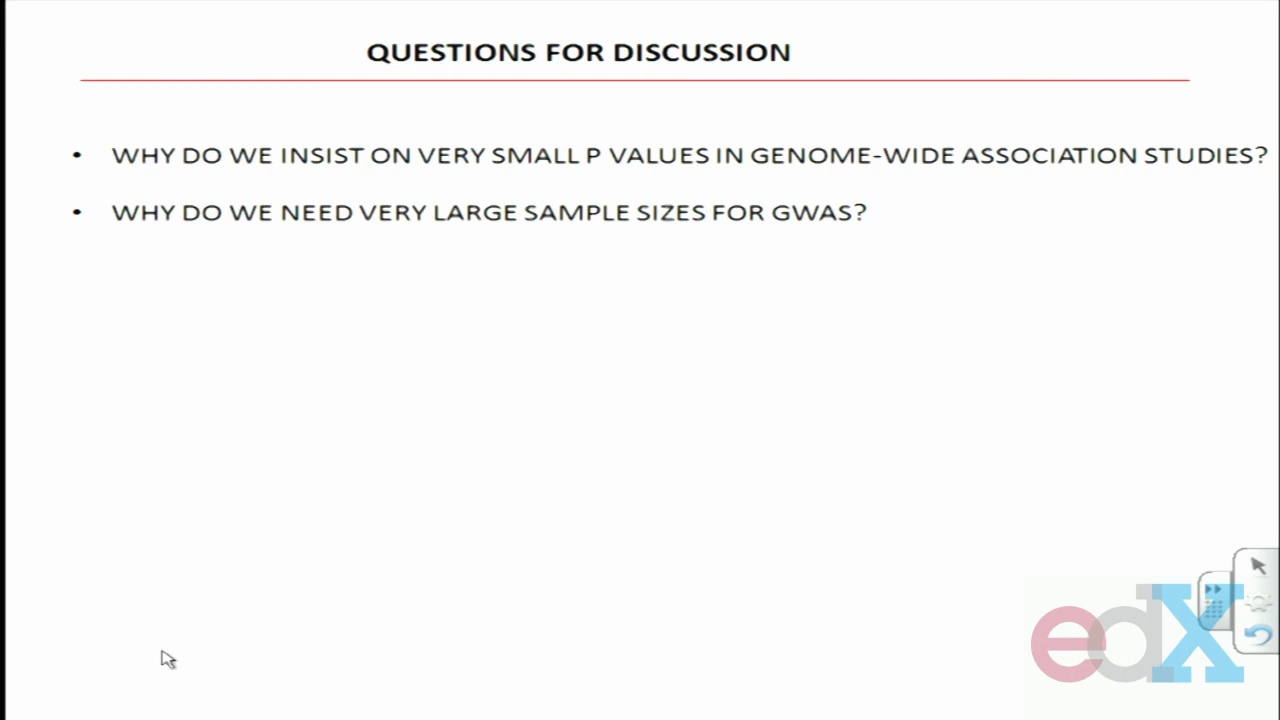 QUESTIONS FOR DISCUSSION
• WHY DO WE INSIST ON VERY SMALL P VALUES IN GENOME-WIDE ASSOCIATION STUDIES?
• WHY DO WE NEED VERY LARGE SAMPLE SIZES FOR GWAS?
edX